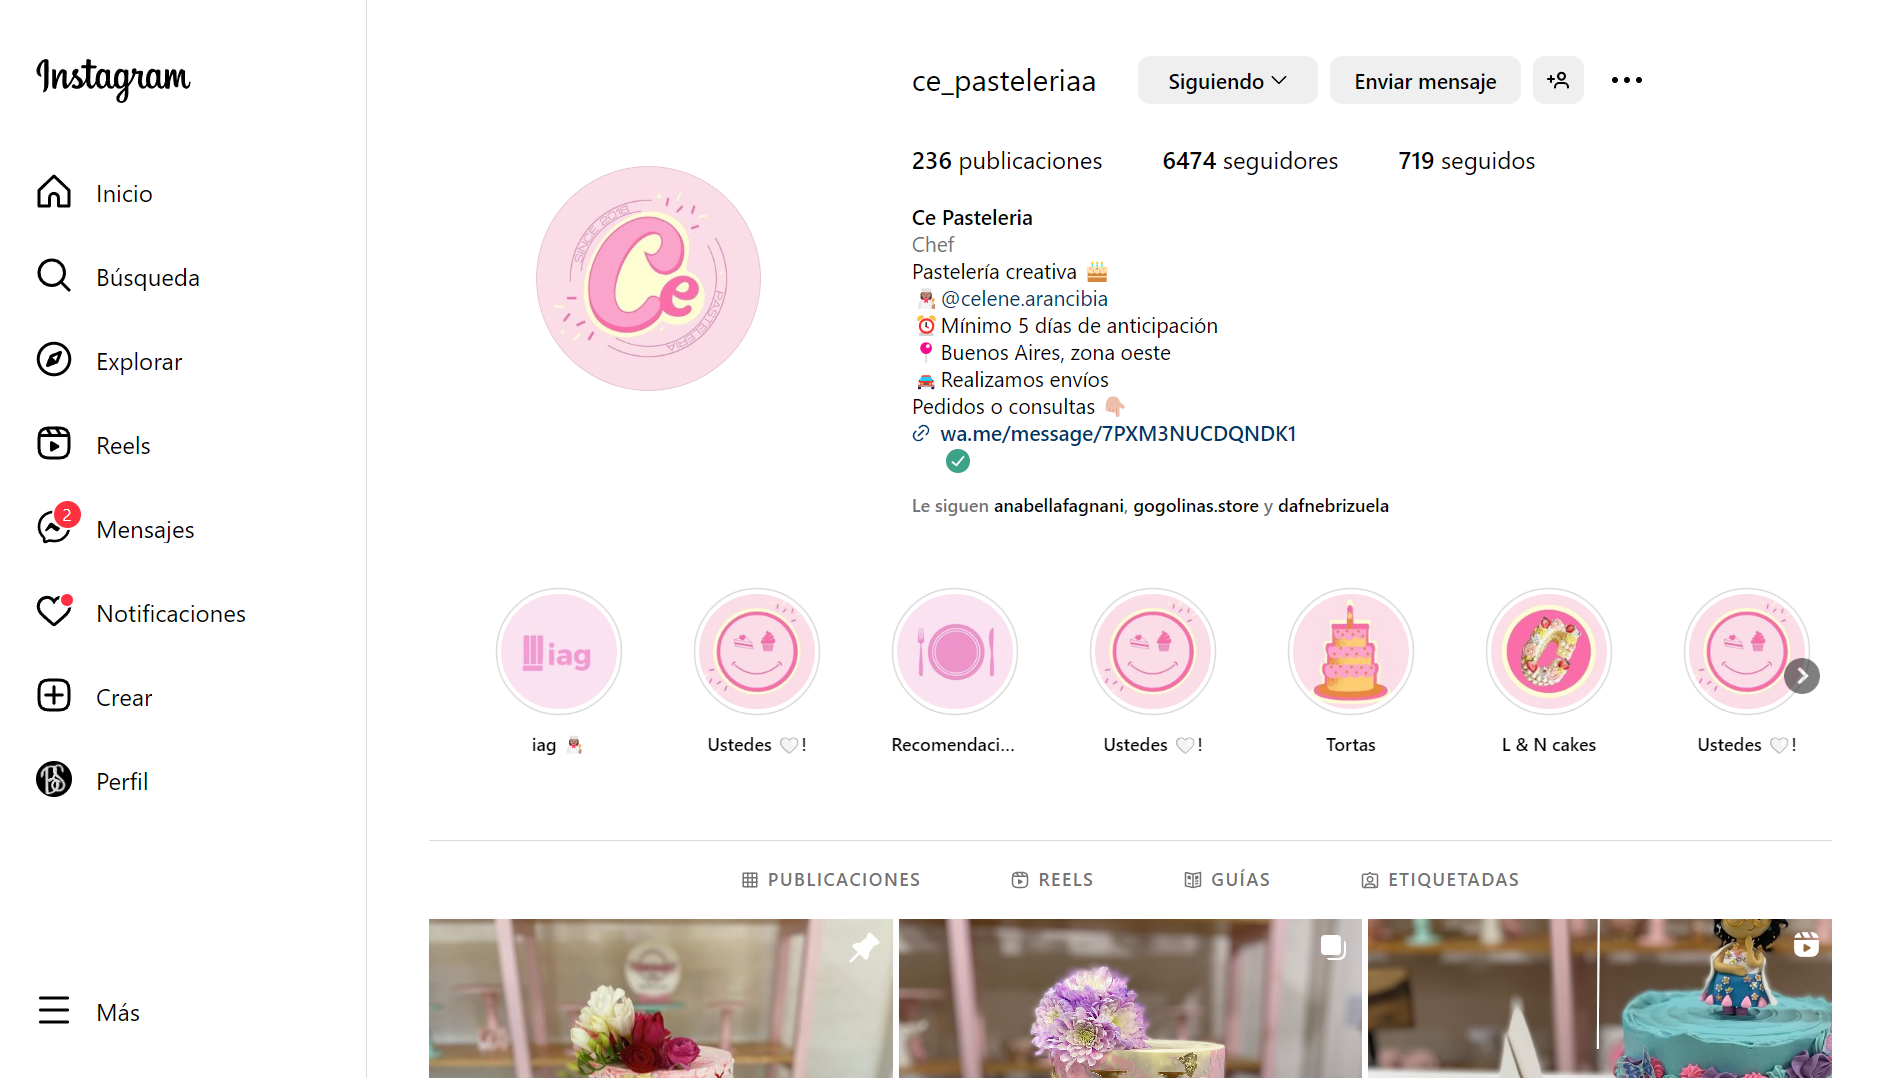 Instagram
Inicio
Búsqueda
Explorar
Reels
2
Mensajes
Notificaciones
Crear
Perfil
Más
ce_pasteleriaa
Siguiendo
Enviar mensaje
236 publicaciones
6474 seguidores
719 seguidos
SINCE 2018
Ce
PASTELERIA
Ce Pasteleria
Chef
Pastelería creativa 🎂
👩🏽‍🍳@celene.arancibia
⏰Mínimo 5 días de anticipación
📍Buenos Aires, zona oeste
🚘Realizamos envíos
Pedidos o consultas 👇🏼
wa.me/message/7PXM3NUCDQNDK1
Le siguen anabellafagnani, gogolinas.store y dafnebrizuela
iag
iag 👩🏽‍🍳
Ustedes 🤍!
Recomendaci...
Ustedes 🤍!
Tortas
L & N cakes
Ustedes 🤍!
PUBLICACIONES
REELS
GUÍAS
ETIQUETADAS